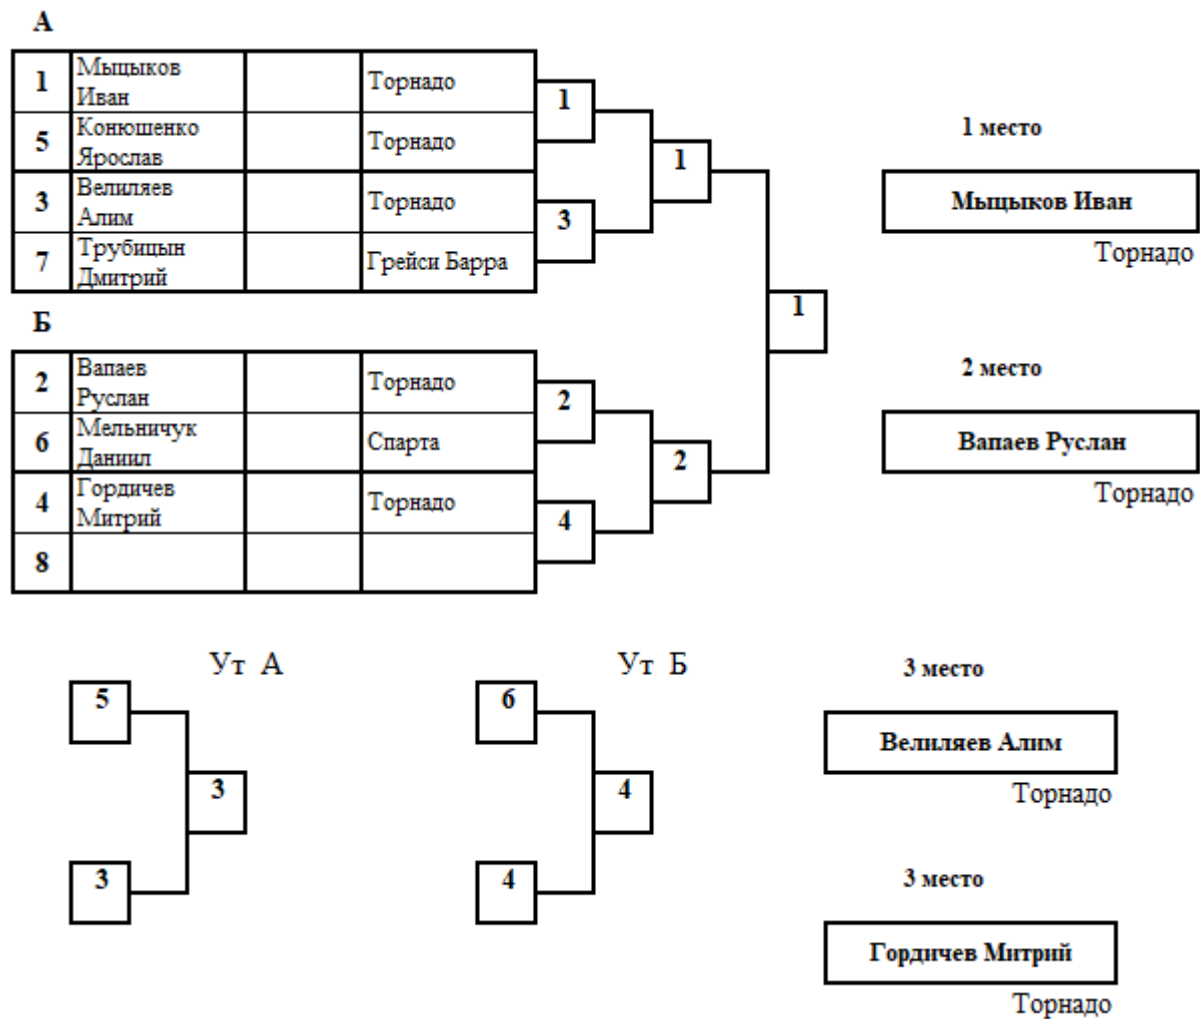 А
1 Мыцыков Торнадо
Иван
5 Конюшенко Торнадо
Ярослав
3 Велиляев Торнадо
Алим
7 Трубицын Грейси Барра
Дмитрий
1
3
1
1
Б
2 Вапаев Торнадо
Руслан
6 Мельничук Спарта
Даниил
4 Гордичев Торнадо
Митрий
8
2
4
2
1 место
Мыцыков Иван
Торнадо
2 место
Вапаев Руслан
Торнадо
Ут А
5
3
3
Ут Б
6
4
4
3 место
Велиляев Алим
Торнадо
3 место
Гордичев Митрий
Торнадо